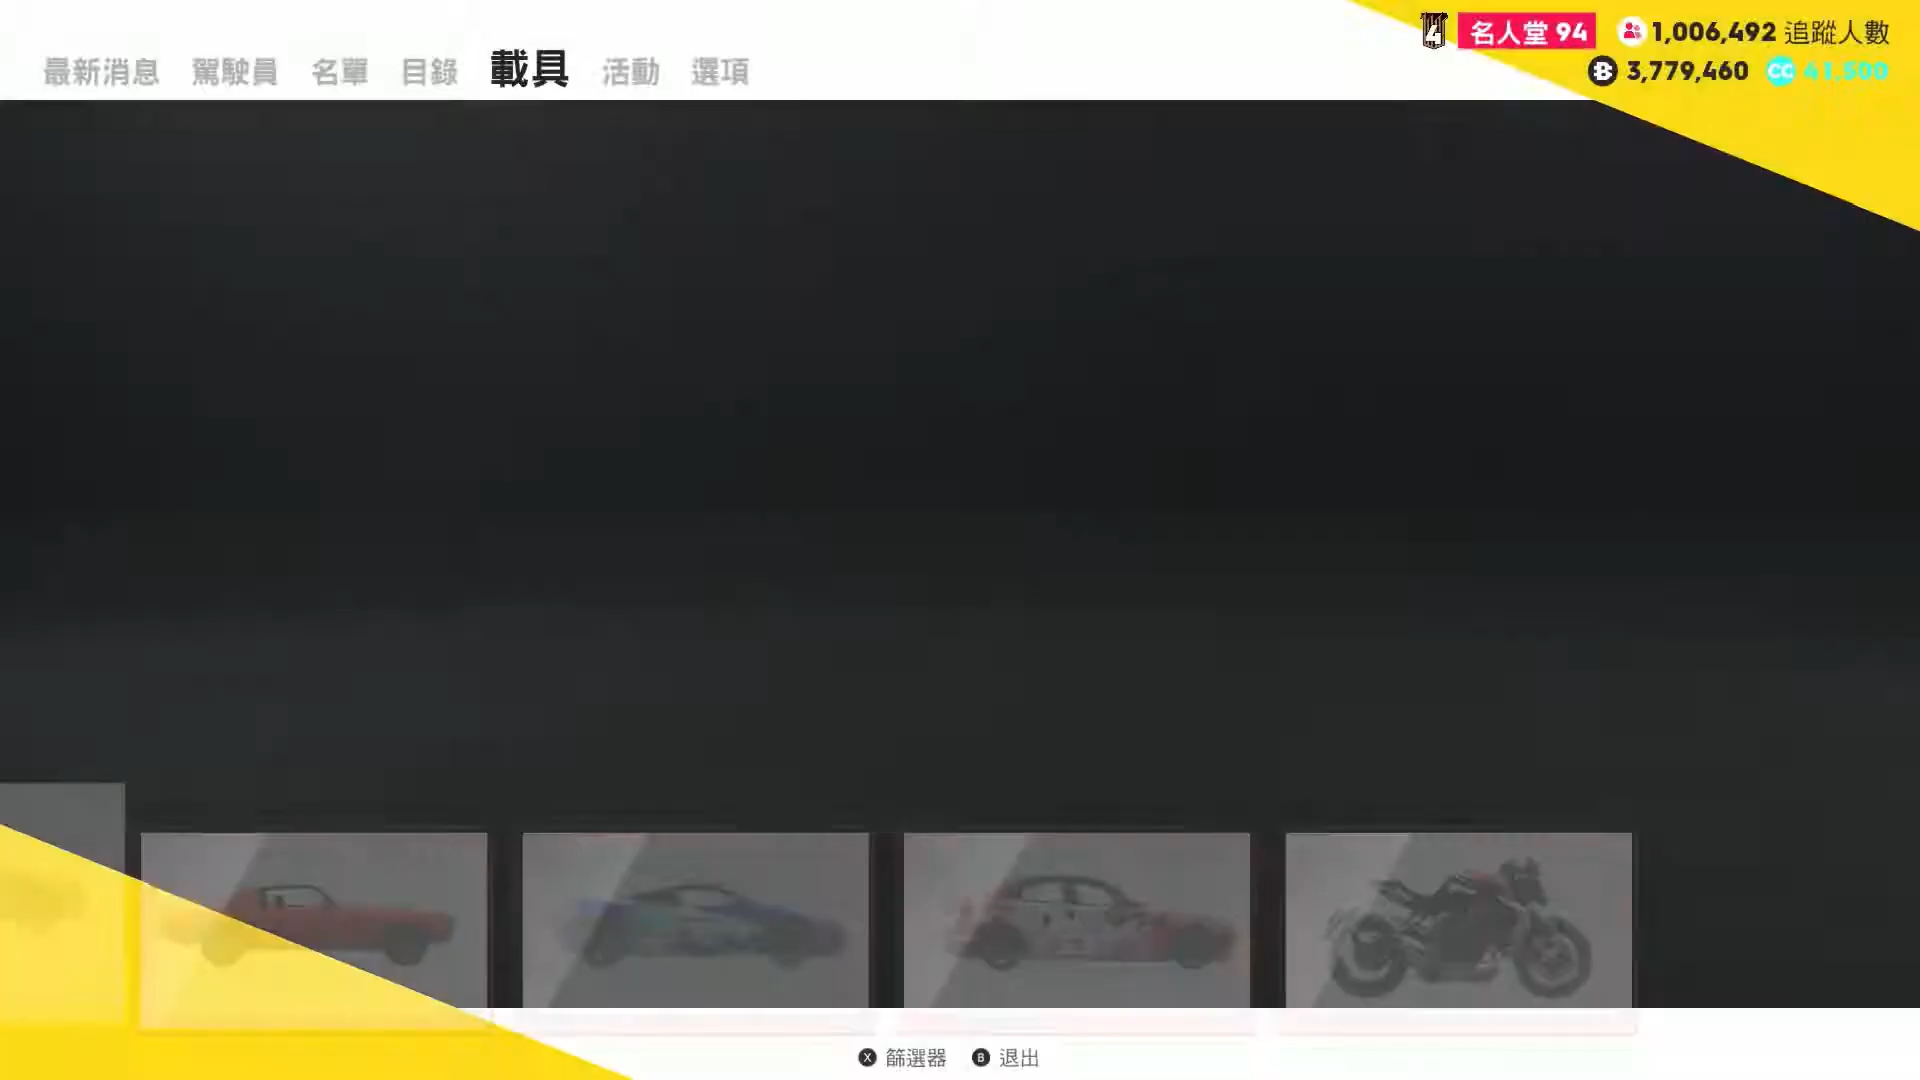 最新消息 駕駛員 名單 目錄 載具 活動 選項
4 名人堂 94 1,006,492 追蹤人數
3,779,460 CC 41,500
X 篩選器 B 退出